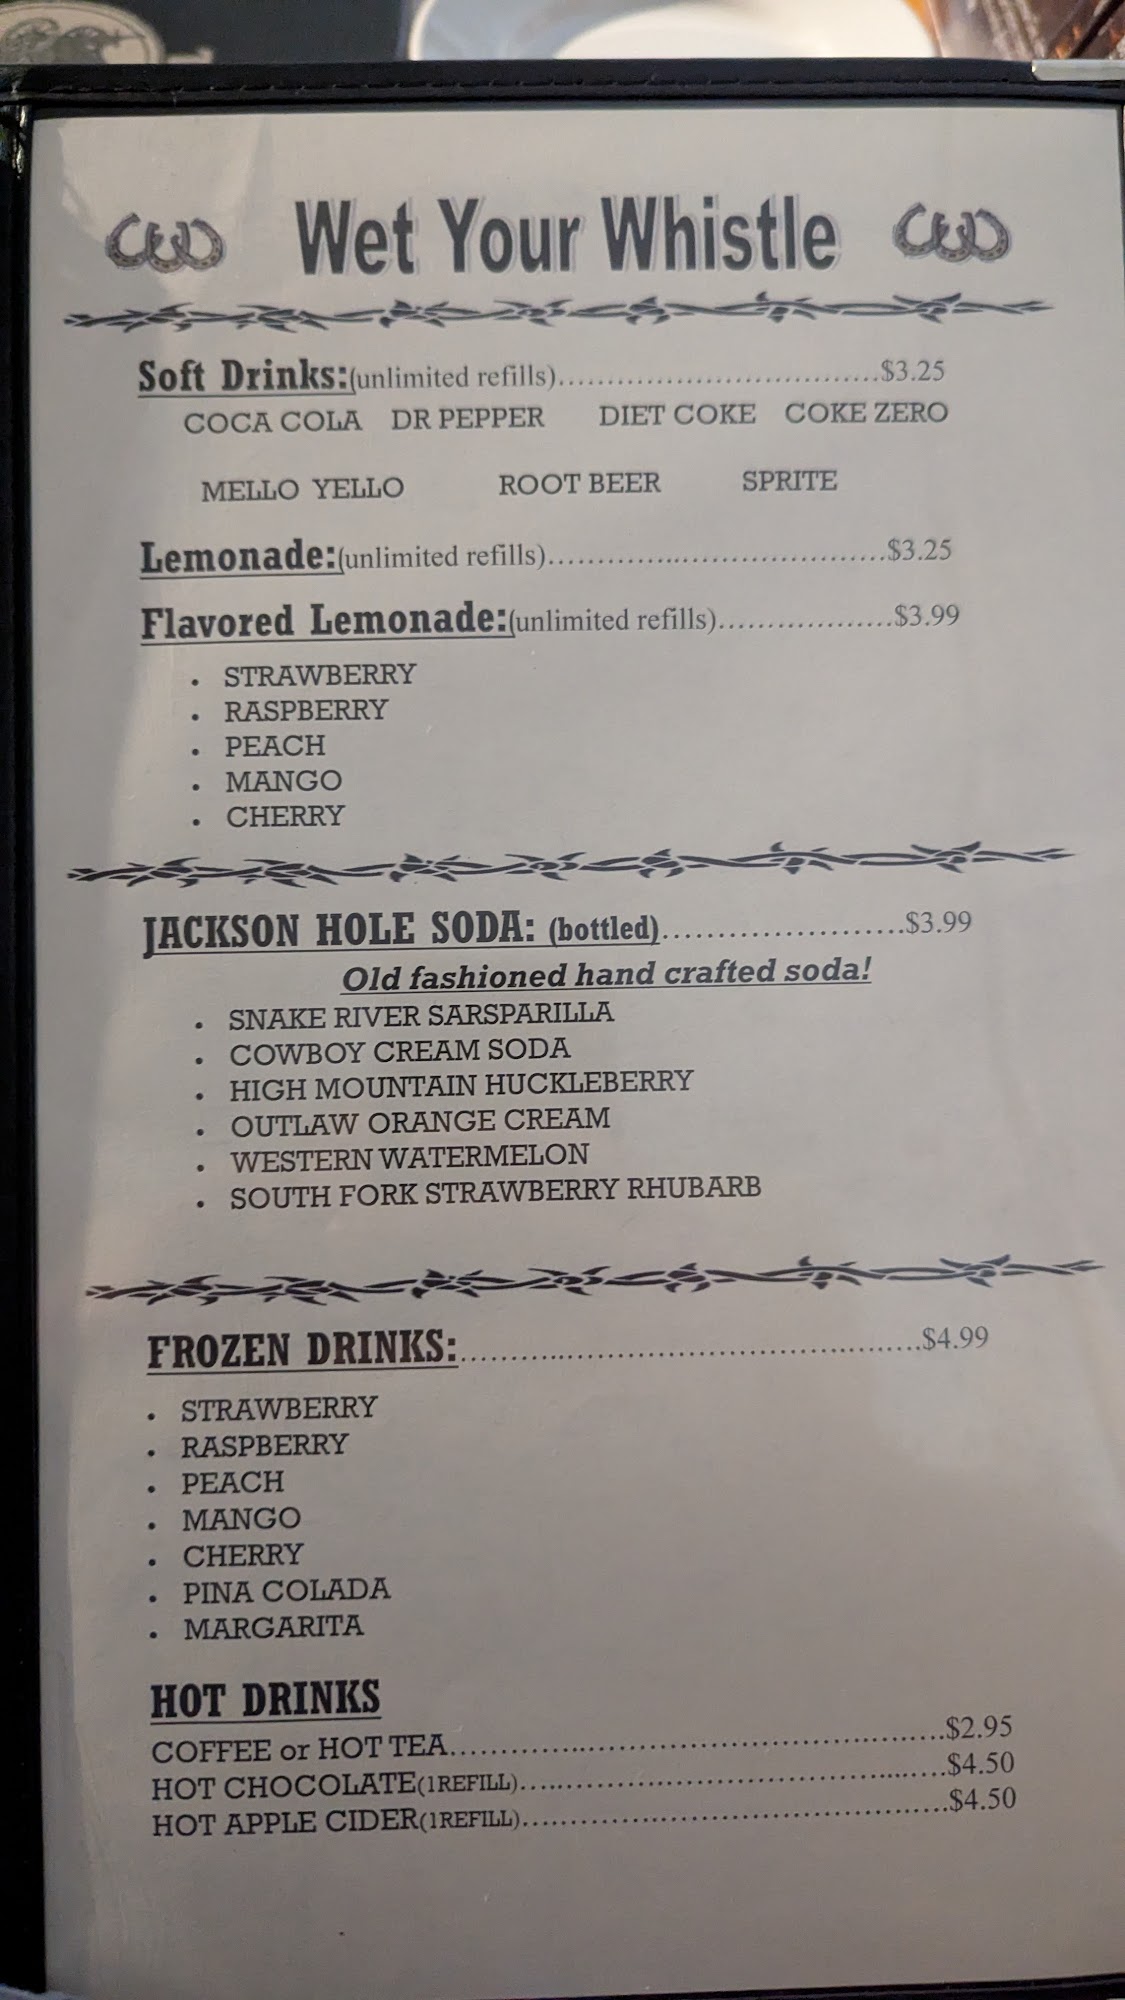 Wet Your Whistle
Soft Drinks:(unlimited refills)........................................$3.25
COCA COLA DR PEPPER DIET COKE COKE ZERO
MELLO YELLO ROOT BEER SPRITE
Lemonade:(unlimited refills)..........................................$3.25
Flavored Lemonade:(unlimited refills)......................$3.99
• STRAWBERRY
• RASPBERRY
• PEACH
• MANGO
• CHERRY
JACKSON HOLE SODA: (bottled)..............................$3.99
Old fashioned hand crafted soda!
• SNAKE RIVER SARSPARILLA
• COWBOY CREAM SODA
• HIGH MOUNTAIN HUCKLEBERRY
• OUTLAW ORANGE CREAM
• WESTERN WATERMELON
• SOUTH FORK STRAWBERRY RHUBARB
FROZEN DRINKS:..........................................................$4.99
• STRAWBERRY
• RASPBERRY
• PEACH
• MANGO
• CHERRY
• PINA COLADA
• MARGARITA
HOT DRINKS
COFFEE or HOT TEA..............................................................$2.95
HOT CHOCOLATE(1REFILL).....................................................$4.50
HOT APPLE CIDER(1REFILL).....................................................$4.50